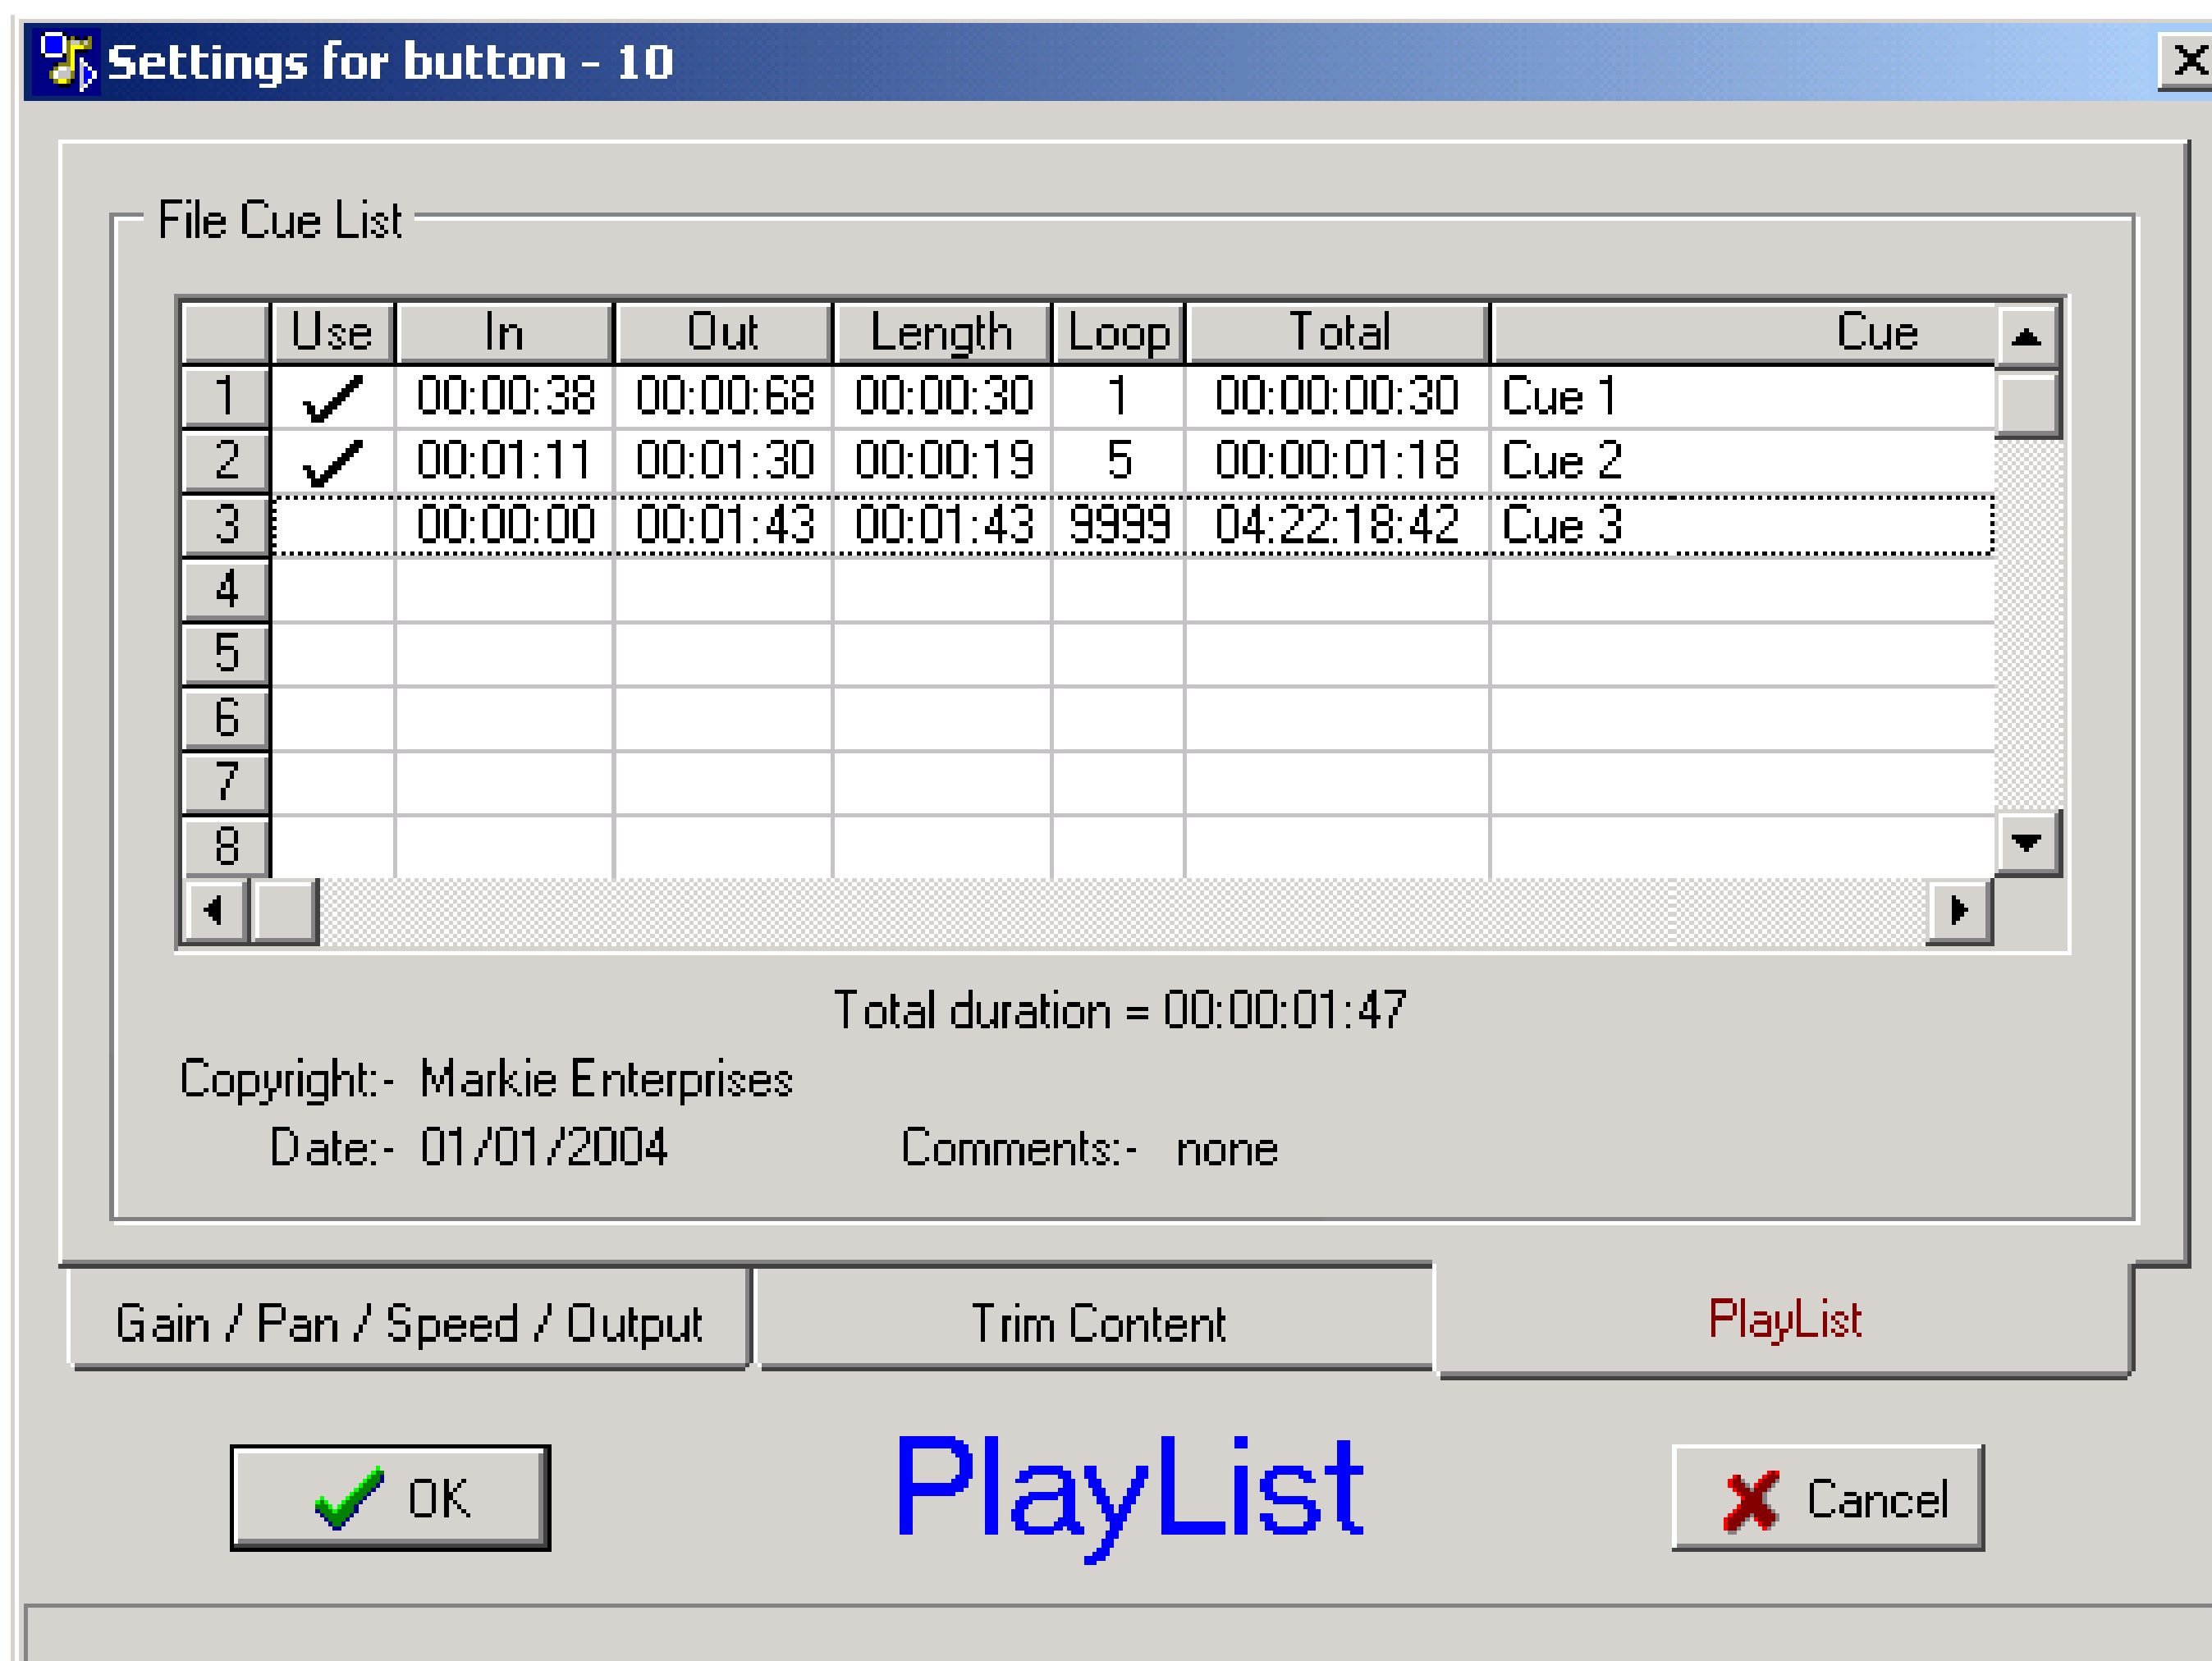 Settings for button - 10
File Cue List
Use In Out Length Loop Total Cue
1 00:00:38 00:00:68 00:00:30 1 00:00:00:30 Cue 1
2 00:01:11 00:01:30 00:00:19 5 00:00:01:18 Cue 2
3 00:00:00 00:01:43 00:01:43 9999 04:22:18:42 Cue 3
4
5
6
7
8
Total duration = 00:00:01:47
Copyright:- Markie Enterprises
Date:- 01/01/2004 Comments:- none
Gain / Pan / Speed / Output Trim Content PlayList
OK PlayList Cancel